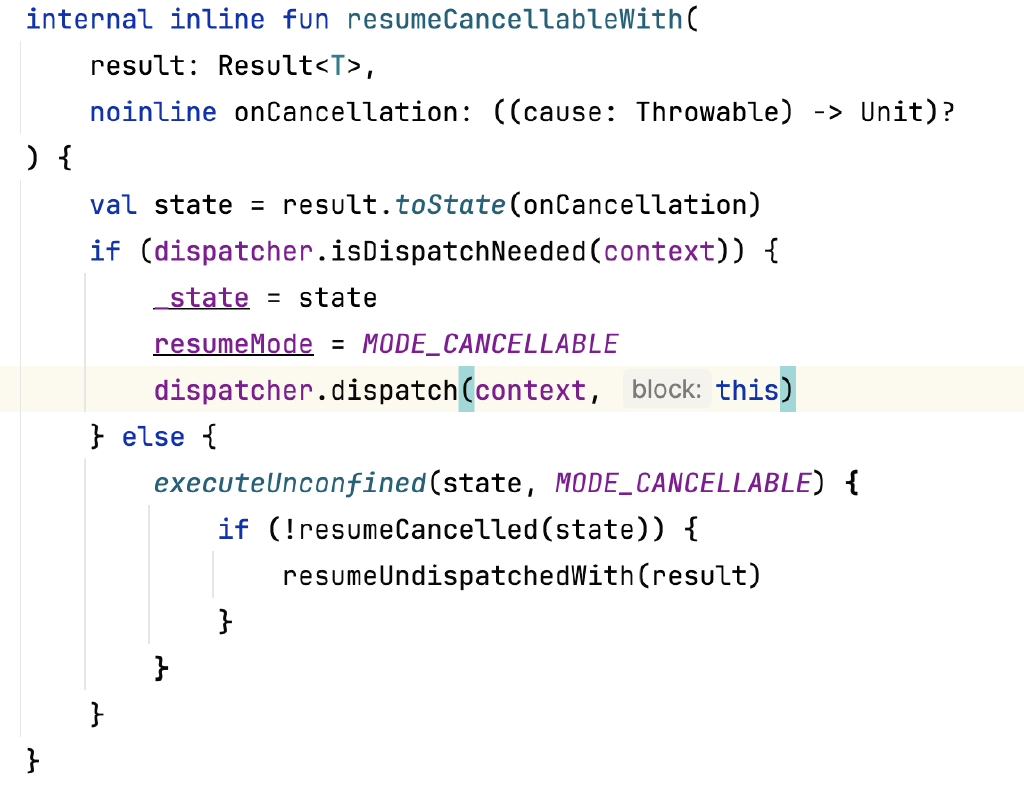 internal inline fun resumeCancellableWith(
    result: Result<T>,
    noinline onCancellation: ((cause: Throwable) -> Unit)?
) {
    val state = result.toState(onCancellation)
    if (dispatcher.isDispatchNeeded(context)) {
        _state = state
        resumeMode = MODE_CANCELLABLE
        dispatcher.dispatch(context, block: this)
    } else {
        executeUnconfined(state, MODE_CANCELLABLE) {
            if (!resumeCancelled(state)) {
                resumeUndispatchedWith(result)
            }
        }
    }
}